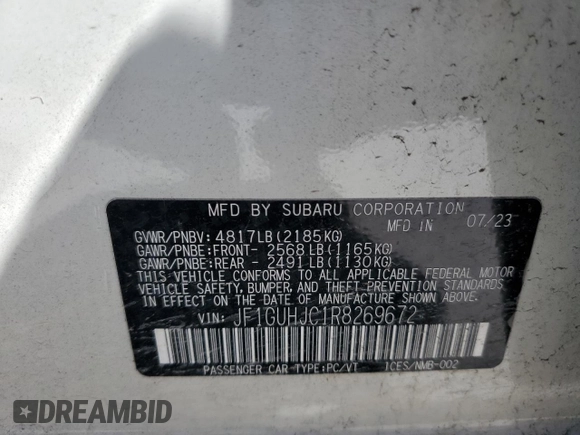 MFD BY SUBARU CORPORATION
MFD IN 07/23
GVWR/PNBV: 4817LB(2185KG)
GAWR/PNBE:FRONT- 2568LB(1165KG)
GAWR/PNBE:REAR - 2491LB(1130KG)
THIS VEHICLE CONFORMS TO ALL APPLICABLE FEDERAL MOTOR
VEHICLE SAFETY, BUMPER, AND THEFT PREVENTION STANDARDS
IN EFFECT ON THE DATE OF MANUFACTURE SHOWN ABOVE.
VIN: JF1GUHJC1R8269672
PASSENGER CAR TYPE:PC/VT ICES/NMB-002
DREAMBID